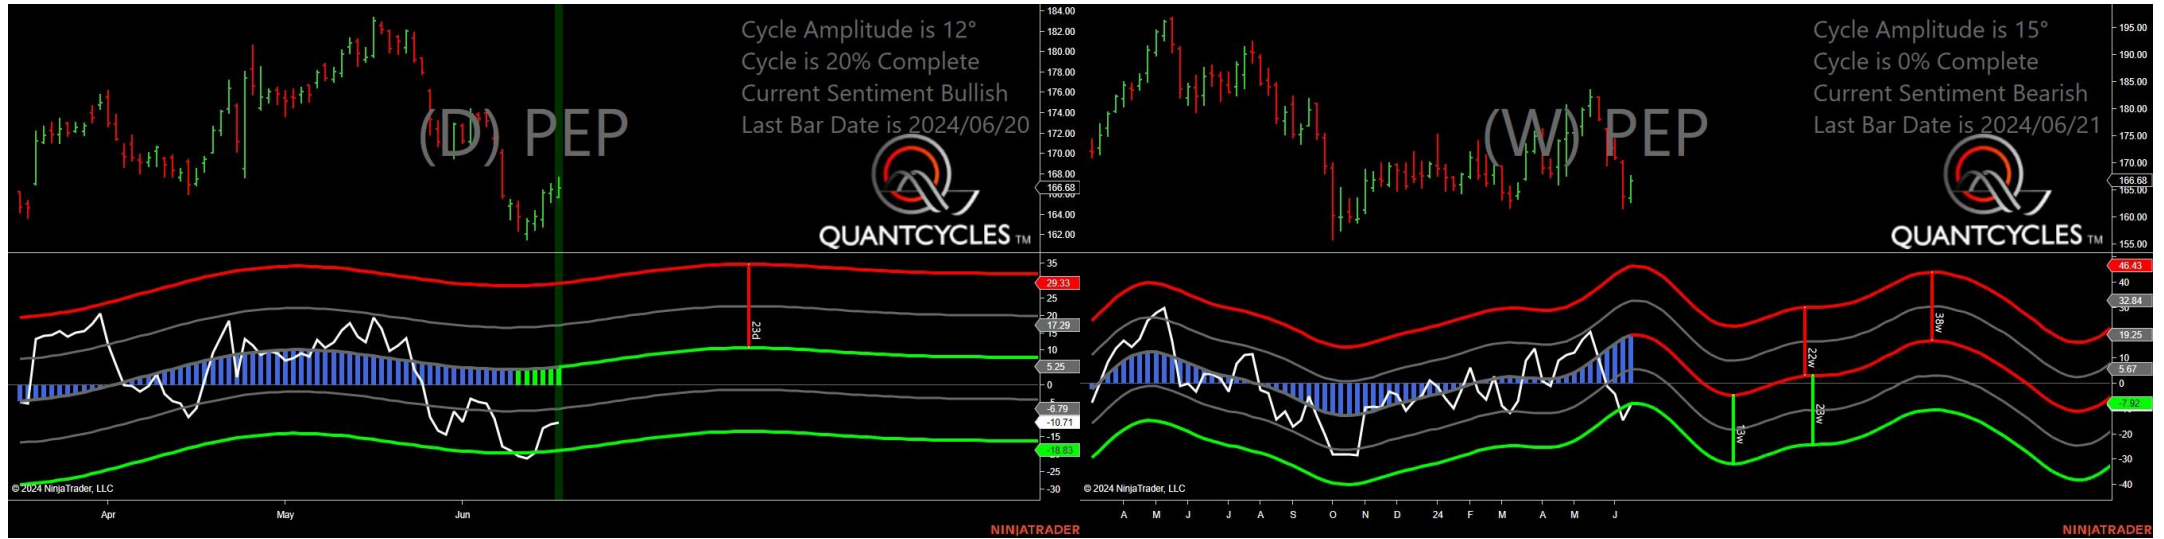 Cycle Amplitude is 12°
Cycle is 20% Complete
Current Sentiment Bullish
Last Bar Date is 2024/06/20
(D) PEP
QUANTCYCLES TM
184.00
182.00
180.00
178.00
176.00
174.00
172.00
170.00
168.00
166.68
164.00
162.00
35
29.33
25
20
17.29
15
10
5.25
0
-6.79
-10.71
-15
-18.83
-25
-30
23d
© 2024 NinjaTrader, LLC
Apr
May
Jun
NINJATRADER
Cycle Amplitude is 15°
Cycle is 0% Complete
Current Sentiment Bearish
Last Bar Date is 2024/06/21
(W) PEP
QUANTCYCLES TM
195.00
190.00
185.00
180.00
175.00
170.00
166.68
165.00
160.00
155.00
46.43
40
32.84
30
19.25
10
5.67
0
-7.92
-20
-30
-40
13w
22w
23w
38w
© 2024 NinjaTrader, LLC
A M J J A S O N D 24 F M A M J
NINJATRADER